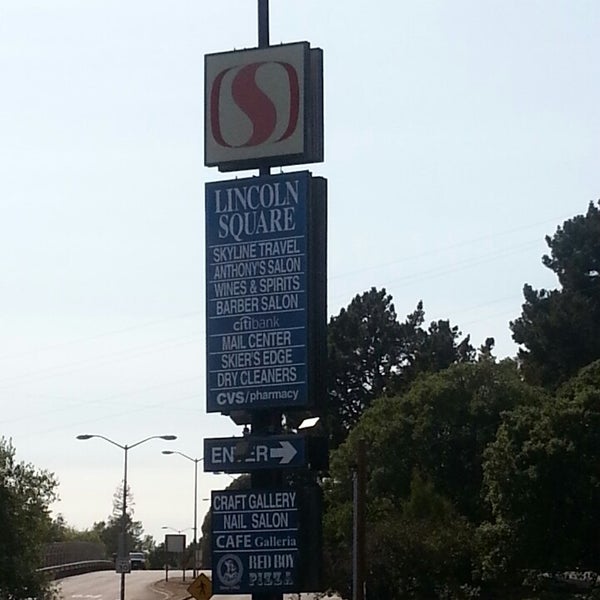 S
LINCOLN
SQUARE
SKYLINE TRAVEL
ANTHONY'S SALON
WINES & SPIRITS
BARBER SALON
citibank
MAIL CENTER
SKIER'S EDGE
DRY CLEANERS
CVS/pharmacy
ENTER
CRAFT GALLERY
NAIL SALON
CAFE Galleria
RED BOY
PIZZA